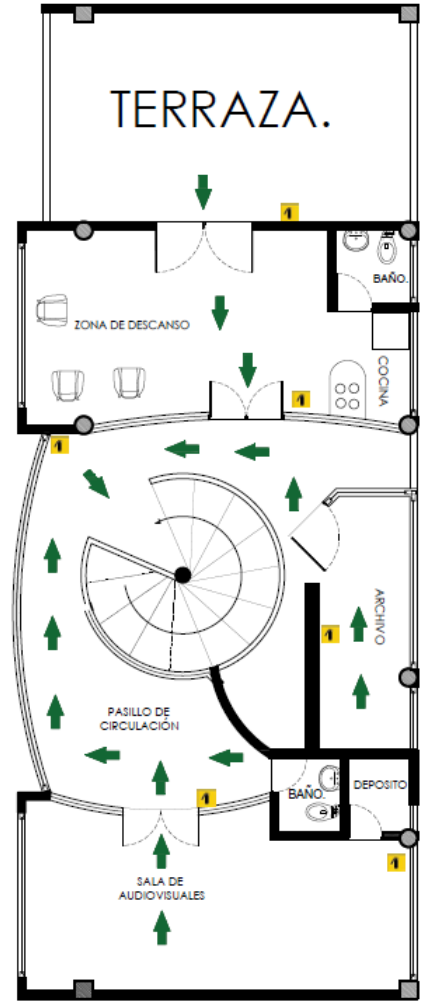 TERRAZA.
BAÑO.
ZONA DE DESCANSO
COCINA
ARCHIVO
PASILLO DE
CIRCULACIÓN
BAÑO.
DEPOSITO
SALA DE
AUDIOVISUALES